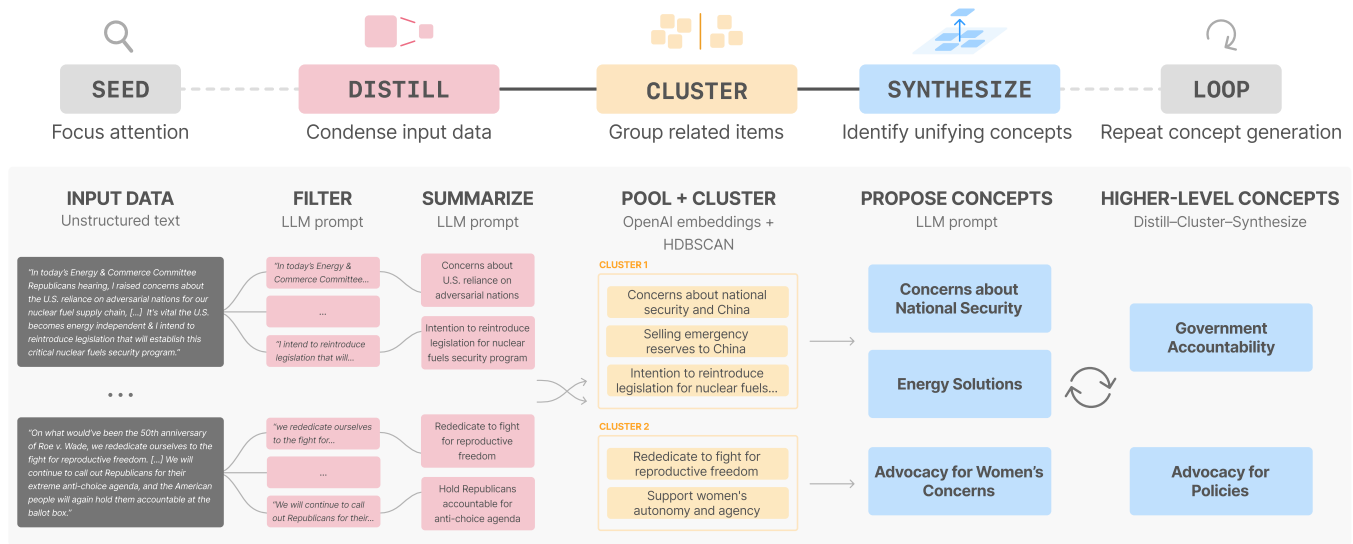 SEED
DISTILL
CLUSTER
SYNTHESIZE
LOOP
Focus attention
Condense input data
Group related items
Identify unifying concepts
Repeat concept generation
INPUT DATA
Unstructured text
FILTER
LLM prompt
SUMMARIZE
LLM prompt
POOL + CLUSTER
OpenAI embeddings +
HDBSCAN
PROPOSE CONCEPTS
LLM prompt
HIGHER-LEVEL CONCEPTS
Distill–Cluster–Synthesize
"In today's Energy & Commerce Committee
Republicans hearing, I raised concerns about
the U.S. reliance on adversarial nations for our
nuclear fuel supply chain, [...] It's vital the U.S.
becomes energy independent & I intend to
reintroduce legislation that will establish this
critical nuclear fuels security program."
"In today's Energy &
Commerce Committee...
...
"I intend to reintroduce
legislation that will...
Concerns about
U.S. reliance on
adversarial nations
Intention to reintroduce
legislation for nuclear
fuels security program
CLUSTER 1
Concerns about national
security and China
Selling emergency
reserves to China
Intention to reintroduce
legislation for nuclear fuels...
Concerns about
National Security
Energy Solutions
Government
Accountability
...
"On what would've been the 50th anniversary
of Roe v. Wade, we rededicate ourselves to the
fight for reproductive freedom. [...] We will
continue to call out Republicans for their
extreme anti-choice agenda, and the American
people will again hold them accountable at the
ballot box."
"we rededicate ourselves
to the fight for...
...
"We will continue to call
out Republicans for their...
Rededicate to fight
for reproductive
freedom
Hold Republicans
accountable for
anti-choice agenda
CLUSTER 2
Rededicate to fight for
reproductive freedom
Support women's
autonomy and agency
Advocacy for Women's
Concerns
Advocacy for
Policies